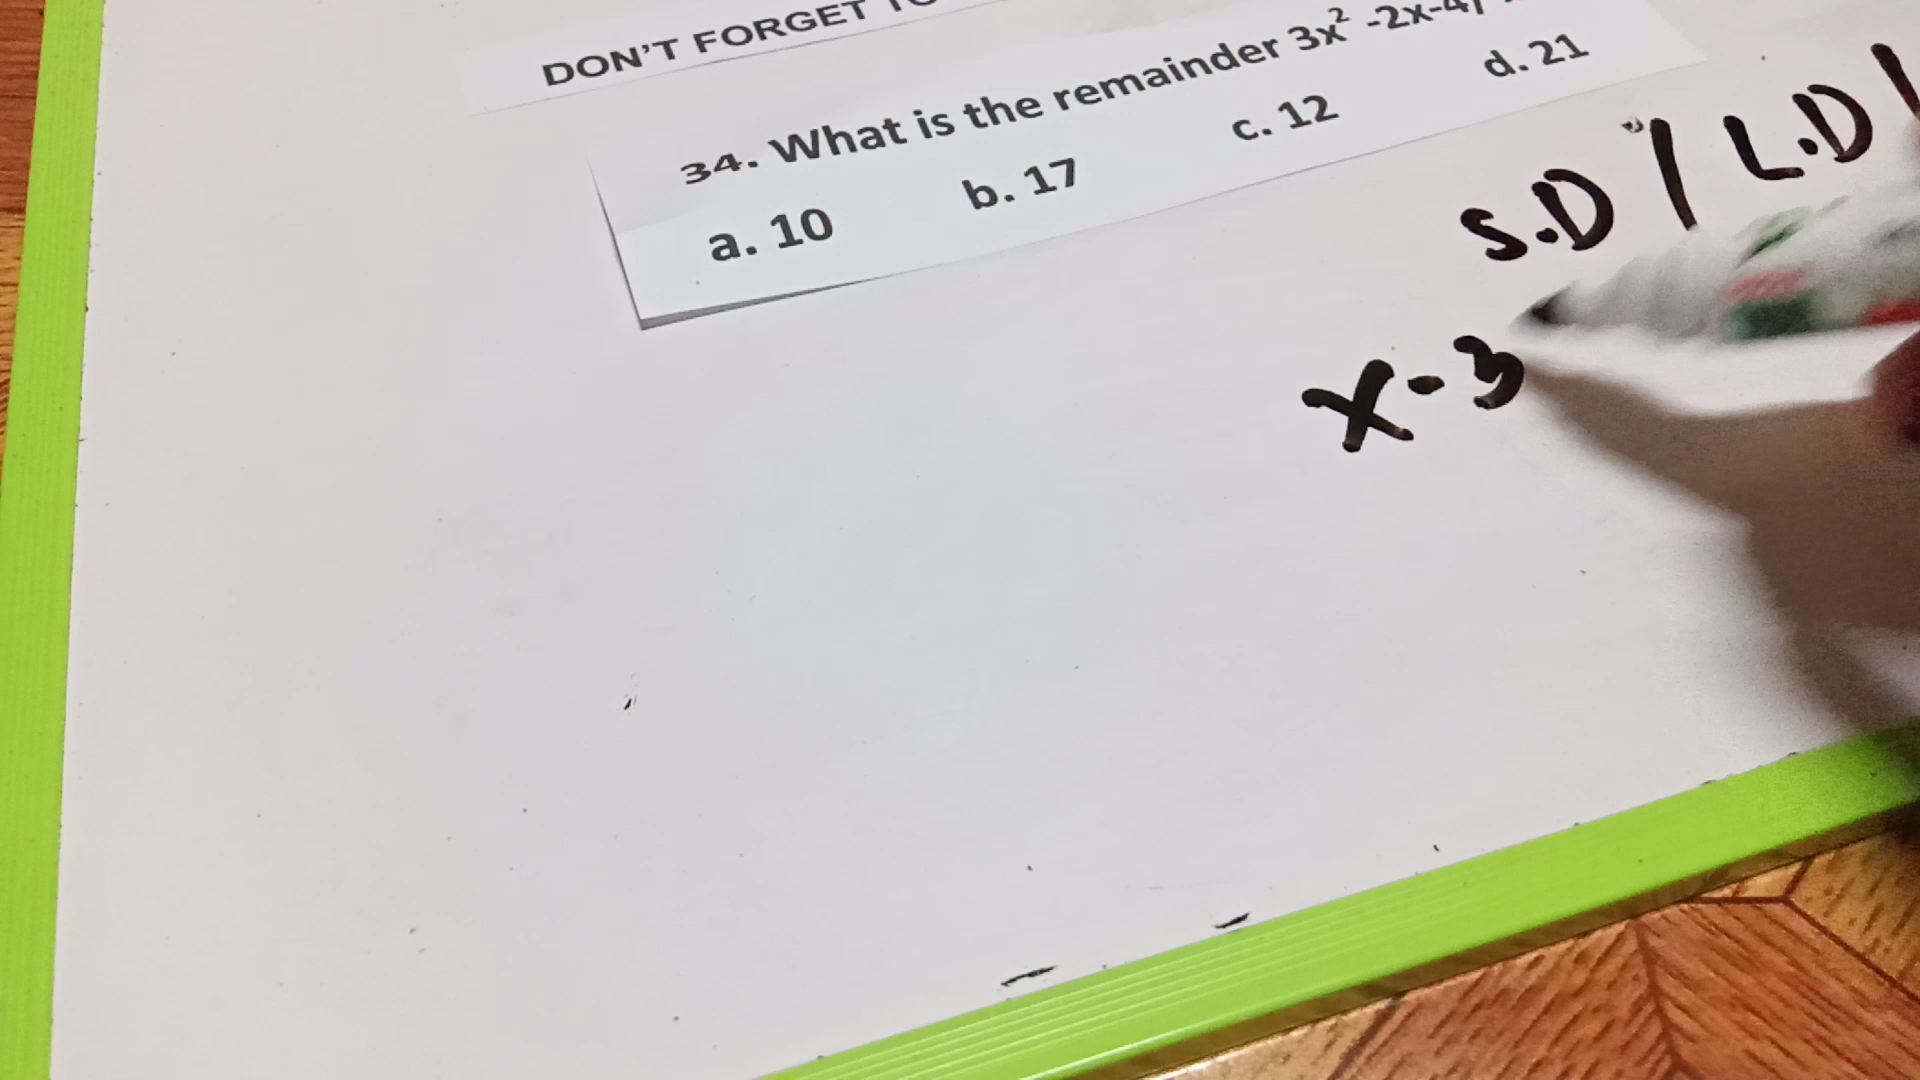 DON'T FORGET
34. What is the remainder 3x² -2x-4
a. 10 b. 17 c. 12 d. 21
S.D / L.D /
X - 3